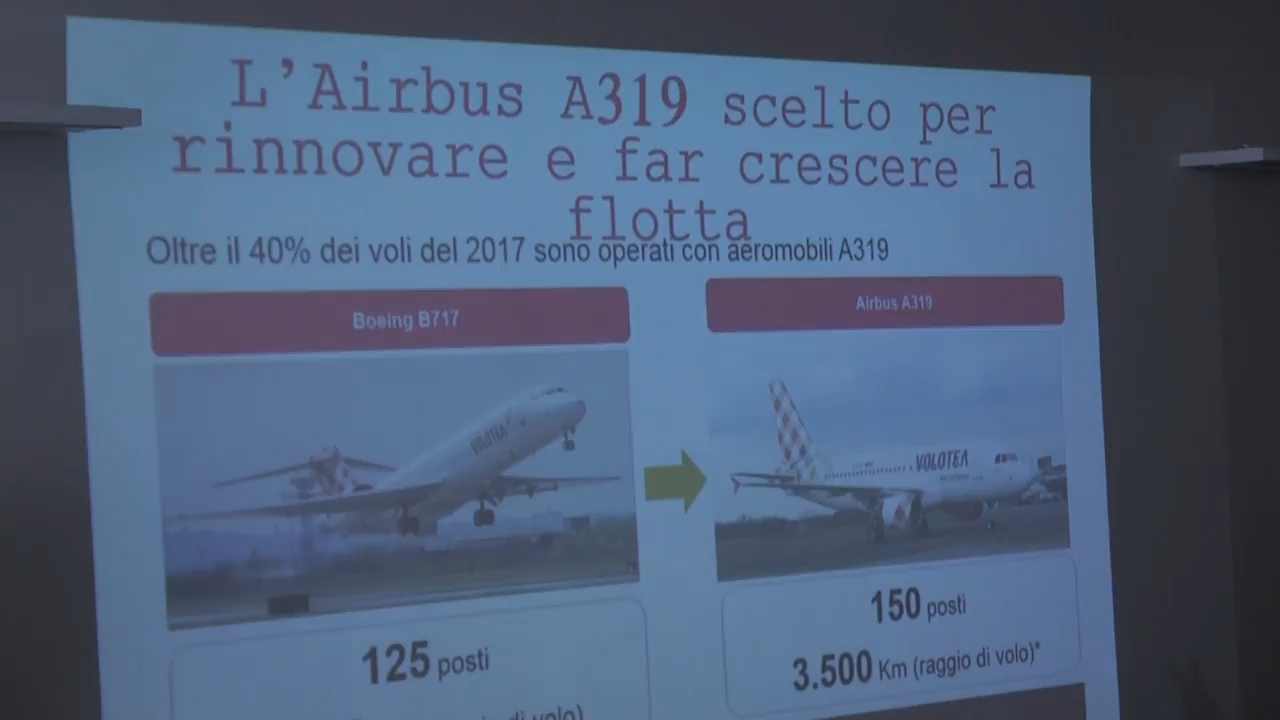 L'Airbus A319 scelto per
rinnovare e far crescere la
flotta
Oltre il 40% dei voli del 2017 sono operati con aeromobili A319
Boeing B717
Airbus A319
VOLOTEA
VOLOTEA
125 posti
150 posti
3.500 Km (raggio di volo)*
volo)